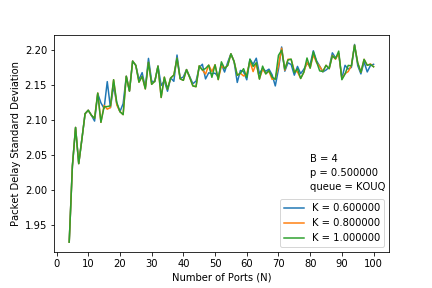 2.20
2.15
2.10
2.05
2.00
1.95
Packet Delay Standard Deviation
B = 4
p = 0.500000
queue = KOUQ
K = 0.600000
K = 0.800000
K = 1.000000
0 10 20 30 40 50 60 70 80 90 100
Number of Ports (N)